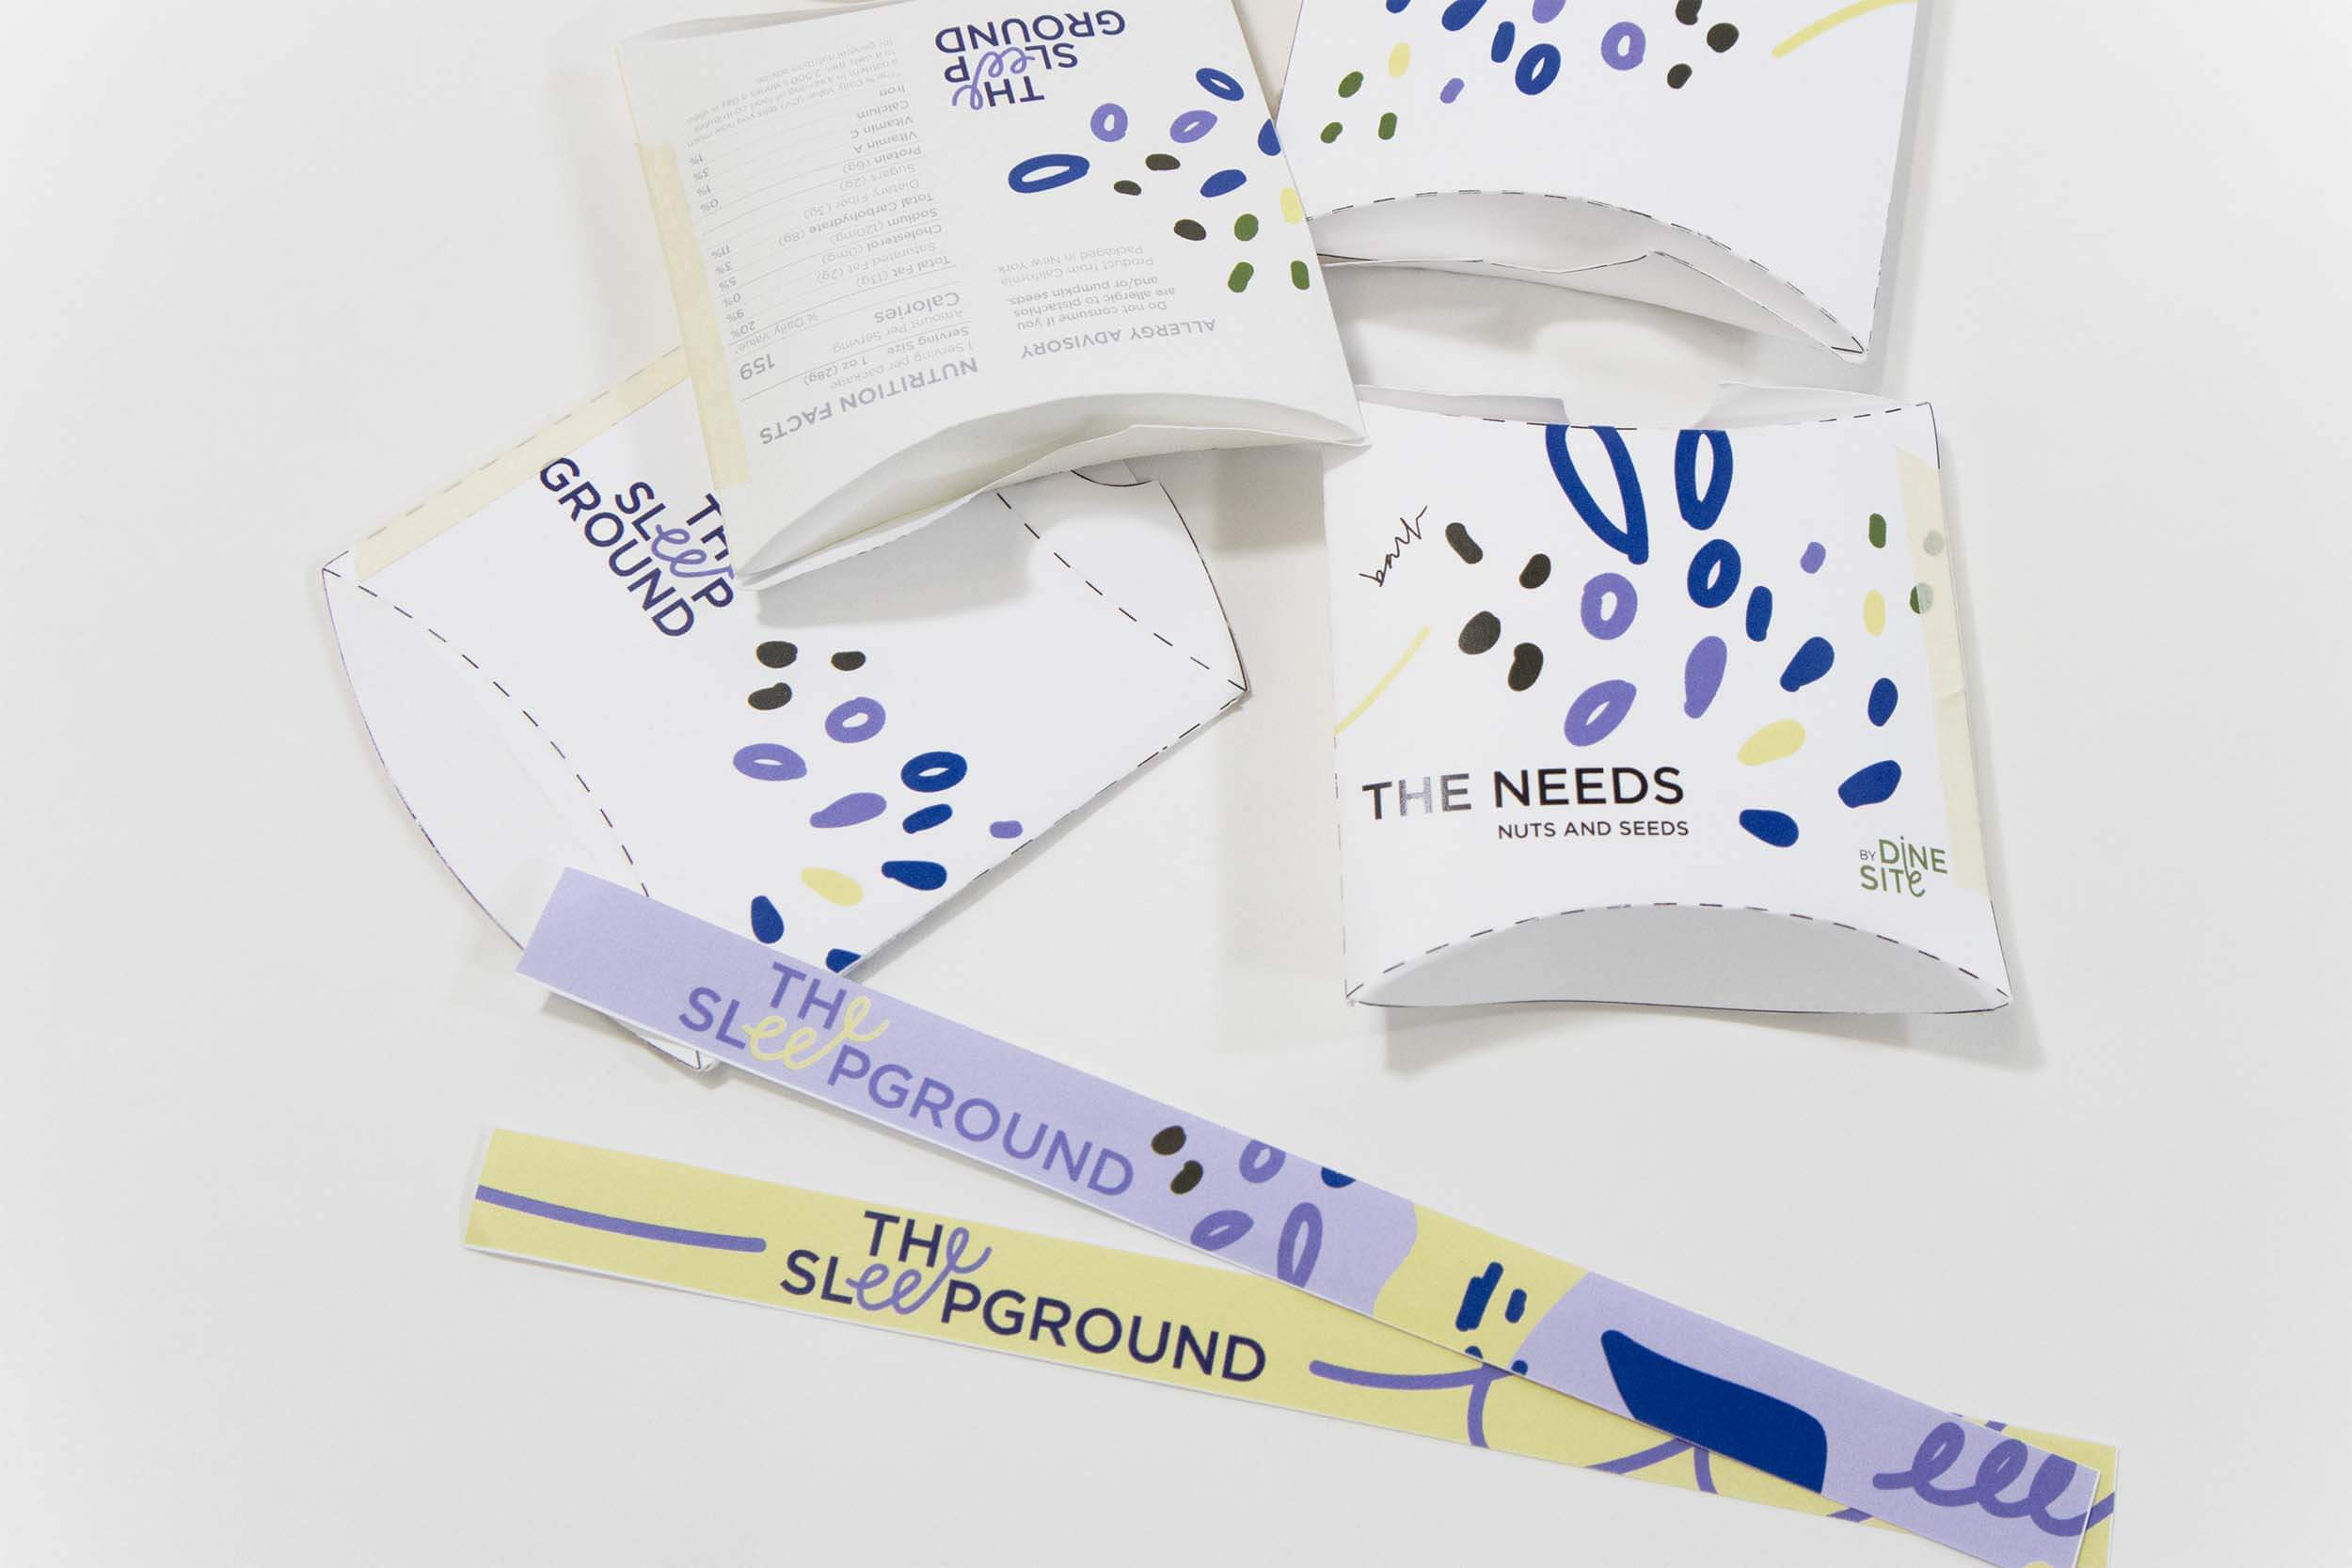 THE
SLEEP
GROUND
NUTRITION FACTS
1 Serving per package
Serving Size 1 oz (28g)
Amount Per Serving
Calories 159
% Daily Value*
Total Fat (13g) 20%
Saturated Fat (2g) 9%
Cholesterol (0mg) 0%
Sodium (120mg) 5%
Total Carbohydrate (8g) 3%
Dietary Fiber (3g) 11%
Sugars (2g)
Protein (6g)
Vitamin A 0%
Vitamin C 1%
Calcium 3%
Iron 1%
ALLERGY ADVISORY
Do not consume if you
are allergic to pistachios
and/or pumpkin seeds.
Product from California
Packaged in New York
THE
SLEEP
GROUND
THE NEEDS
NUTS AND SEEDS
BY DINE
SITE
THE
SLEEPGROUND
THE
SLEEPGROUND
eee